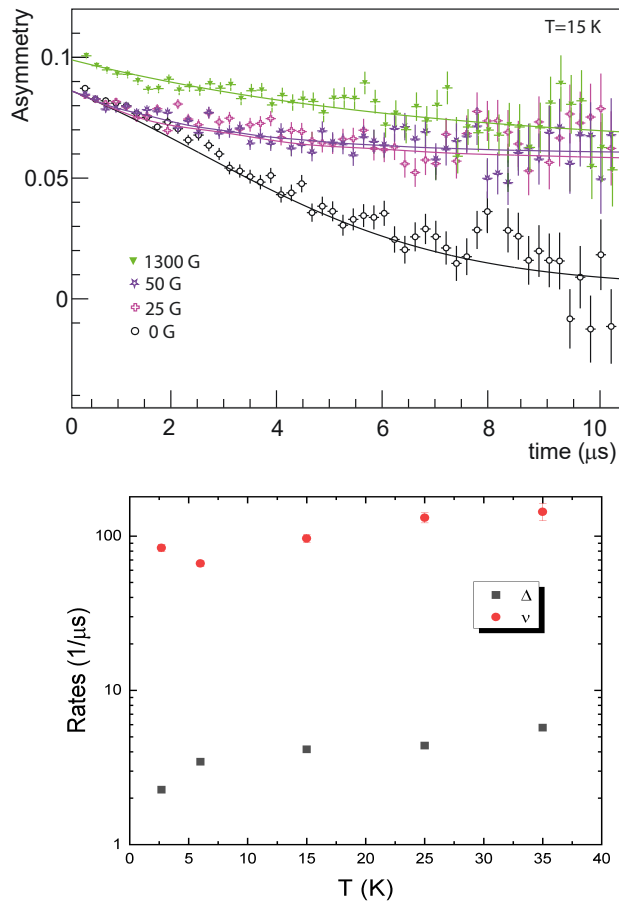 T=15 K
Asymmetry
0.1
0.05
0
1300 G
50 G
25 G
0 G
0 2 4 6 8 10
time (μs)
Rates (1/μs)
100
10
1
Δ
ν
0 5 10 15 20 25 30 35 40
T (K)